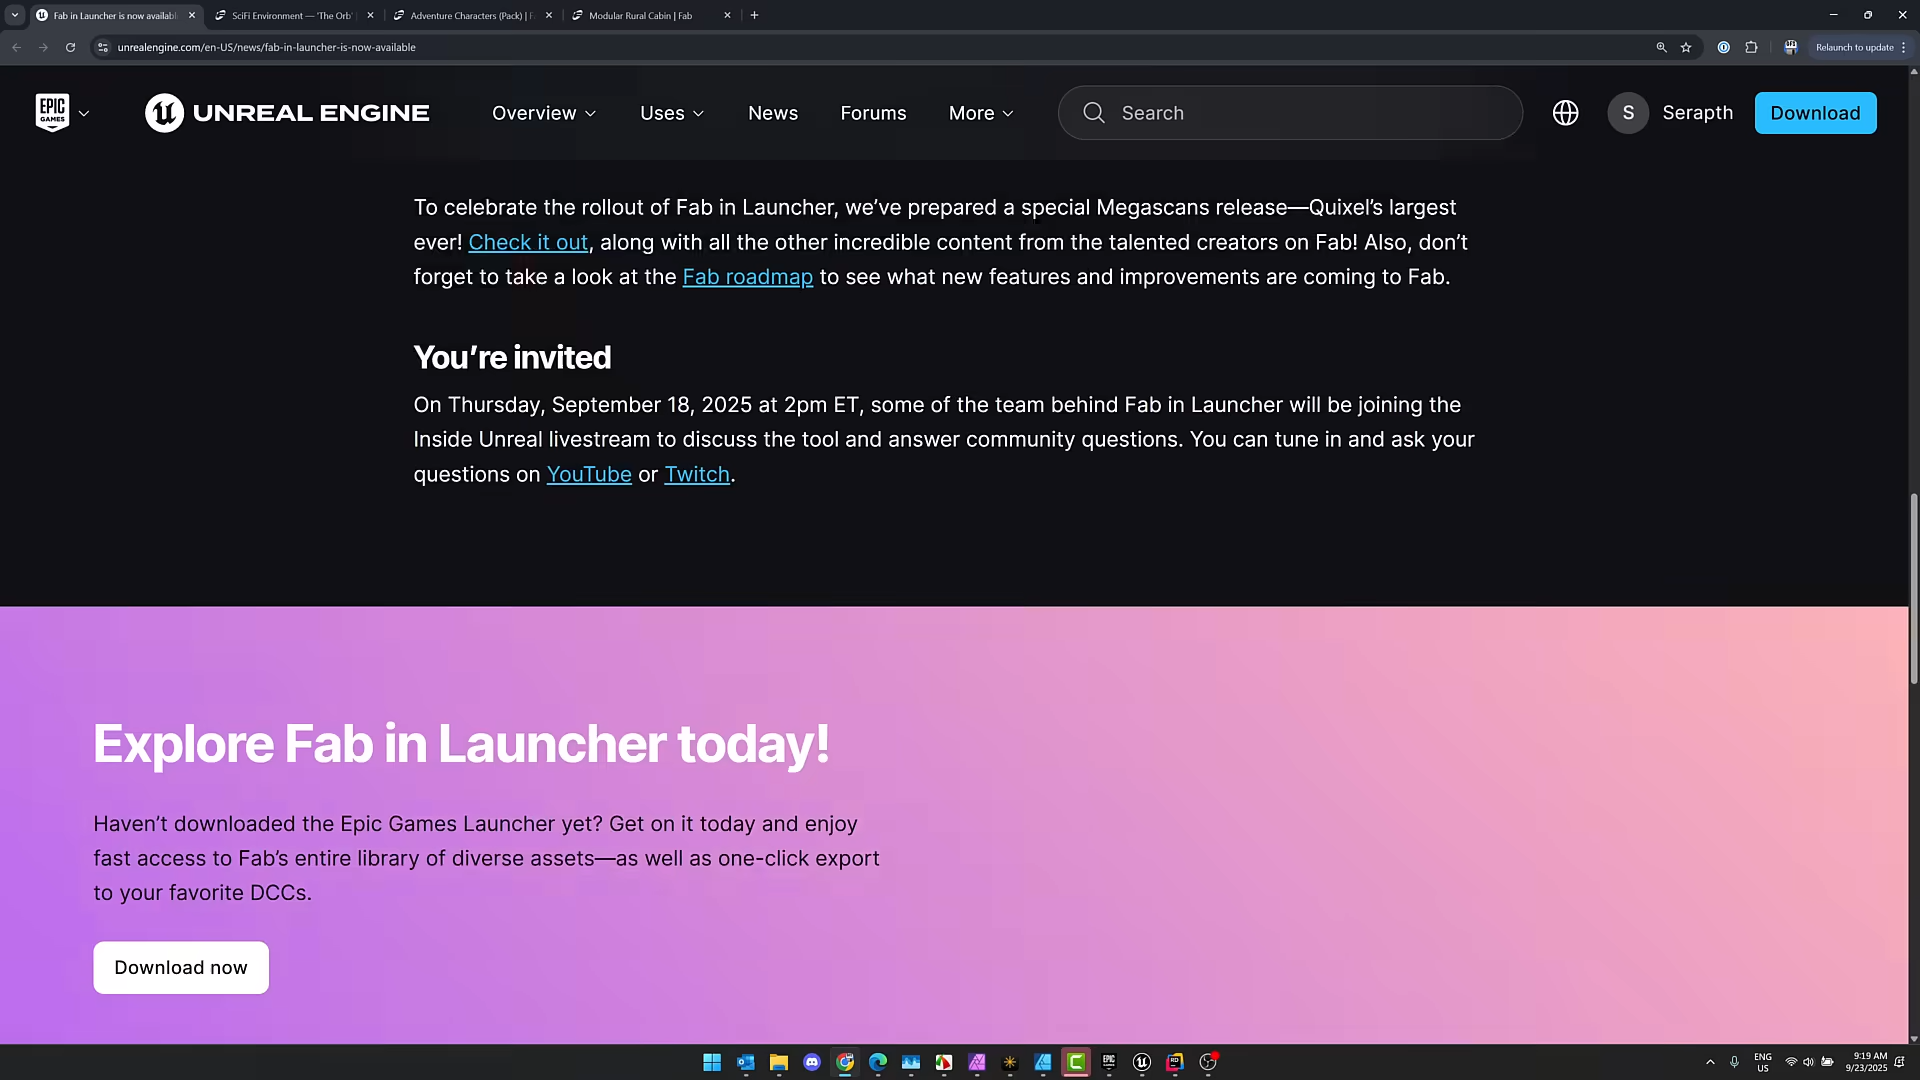 Fab in Launcher is now availabl
SciFi Environment — 'The Orb'
Adventure Characters (Pack) | F
Modular Rural Cabin | Fab
unrealengine.com/en-US/news/fab-in-launcher-is-now-available
Relaunch to update
EPIC
GAMES
UNREAL ENGINE
Overview
Uses
News
Forums
More
Search
S
Serapth
Download
To celebrate the rollout of Fab in Launcher, we’ve prepared a special Megascans release—Quixel’s largest
ever! Check it out, along with all the other incredible content from the talented creators on Fab! Also, don’t
forget to take a look at the Fab roadmap to see what new features and improvements are coming to Fab.
You’re invited
On Thursday, September 18, 2025 at 2pm ET, some of the team behind Fab in Launcher will be joining the
Inside Unreal livestream to discuss the tool and answer community questions. You can tune in and ask your
questions on YouTube or Twitch.
Explore Fab in Launcher today!
Haven’t downloaded the Epic Games Launcher yet? Get on it today and enjoy
fast access to Fab’s entire library of diverse assets—as well as one-click export
to your favorite DCCs.
Download now
ENG
US
9:19 AM
9/23/2025